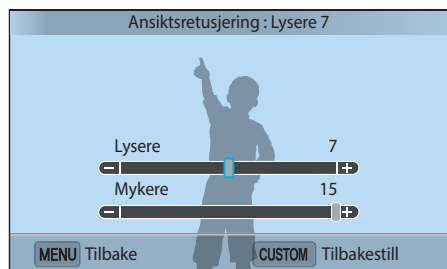 Ansiktsretusjering : Lysere 7
Lysere 7
Mykere 15
MENU Tilbake CUSTOM Tilbakestill